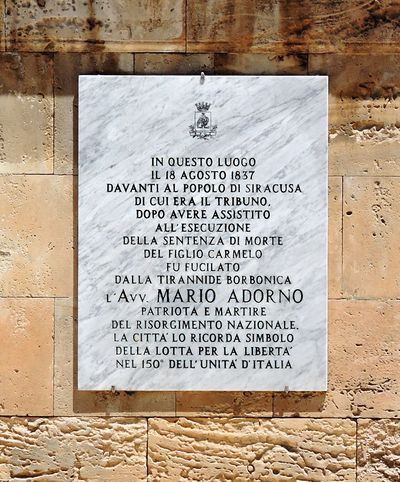 IN QUESTO LUOGO
IL 18 AGOSTO 1837
DAVANTI AL POPOLO DI SIRACUSA
DI CUI ERA IL TRIBUNO,
DOPO AVERE ASSISTITO
ALL'ESECUZIONE
DELLA SENTENZA DI MORTE
DEL FIGLIO CARMELO
FU FUCILATO
DALLA TIRANNIDE BORBONICA
L'AVV. MARIO ADORNO
PATRIOTA E MARTIRE
DEL RISORGIMENTO NAZIONALE.
LA CITTA' LO RICORDA SIMBOLO
DELLA LOTTA PER LA LIBERTA'
NEL 150° DELL'UNITA' D'ITALIA